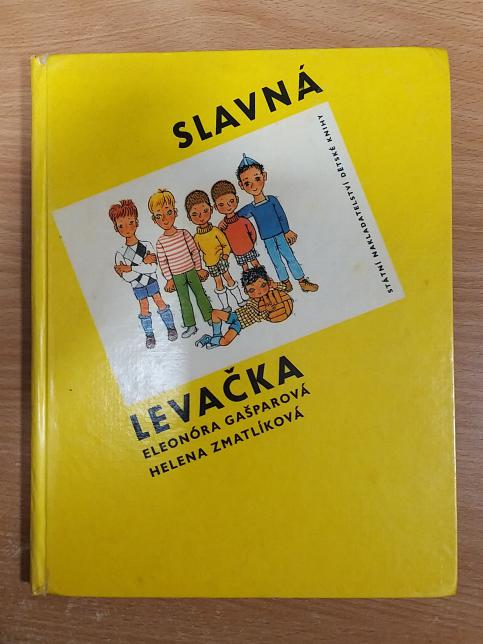 SLAVNÁ
STÁTNÍ NAKLADATELSTVÍ DĚTSKÉ KNIHY
LEVAČKA
ELEONÓRA GAŠPAROVÁ
HELENA ZMATLÍKOVÁ